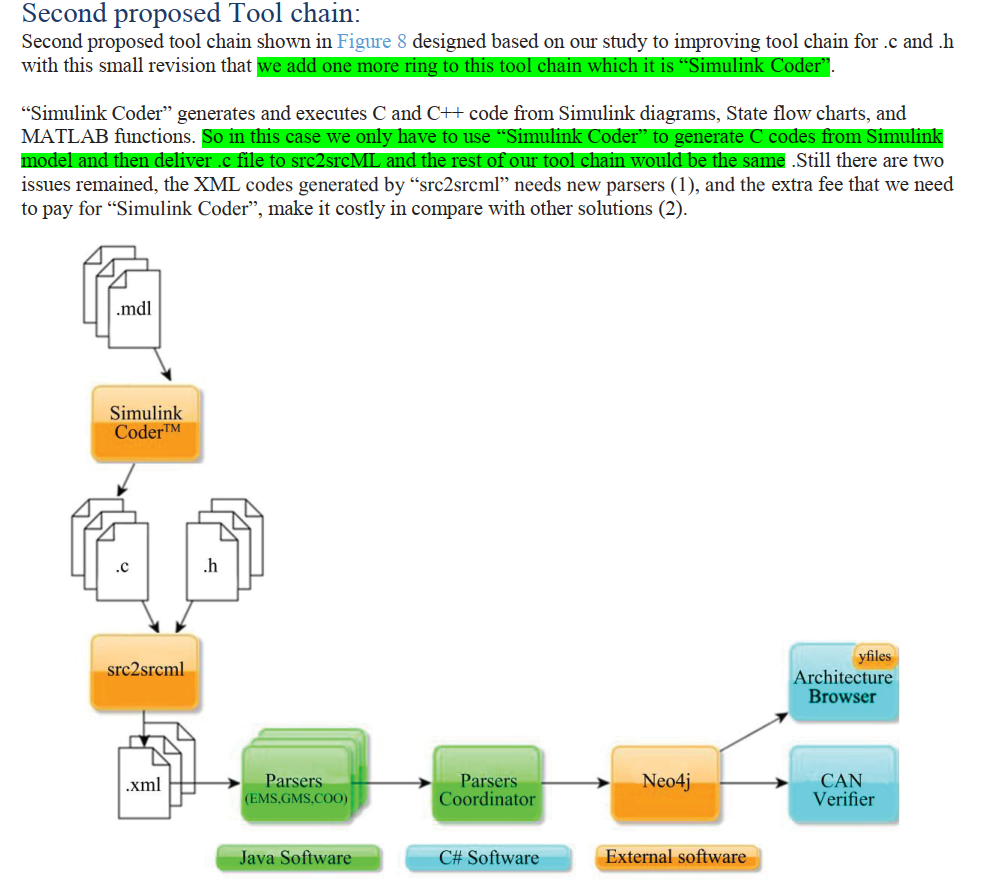 Second proposed Tool chain:
Second proposed tool chain shown in Figure 8 designed based on our study to improving tool chain for .c and .h
with this small revision that we add one more ring to this tool chain which it is “Simulink Coder”.
“Simulink Coder” generates and executes C and C++ code from Simulink diagrams, State flow charts, and
MATLAB functions. So in this case we only have to use “Simulink Coder” to generate C codes from Simulink
model and then deliver .c file to src2srcML and the rest of our tool chain would be the same .Still there are two
issues remained, the XML codes generated by “src2srcml” needs new parsers (1), and the extra fee that we need
to pay for “Simulink Coder”, make it costly in compare with other solutions (2).
.mdl
Simulink
Coder™
.c
.h
src2srcml
yfiles
Architecture
Browser
.xml
Parsers
(EMS,GMS,COO)
Parsers
Coordinator
Neo4j
CAN
Verifier
Java Software
C# Software
External software